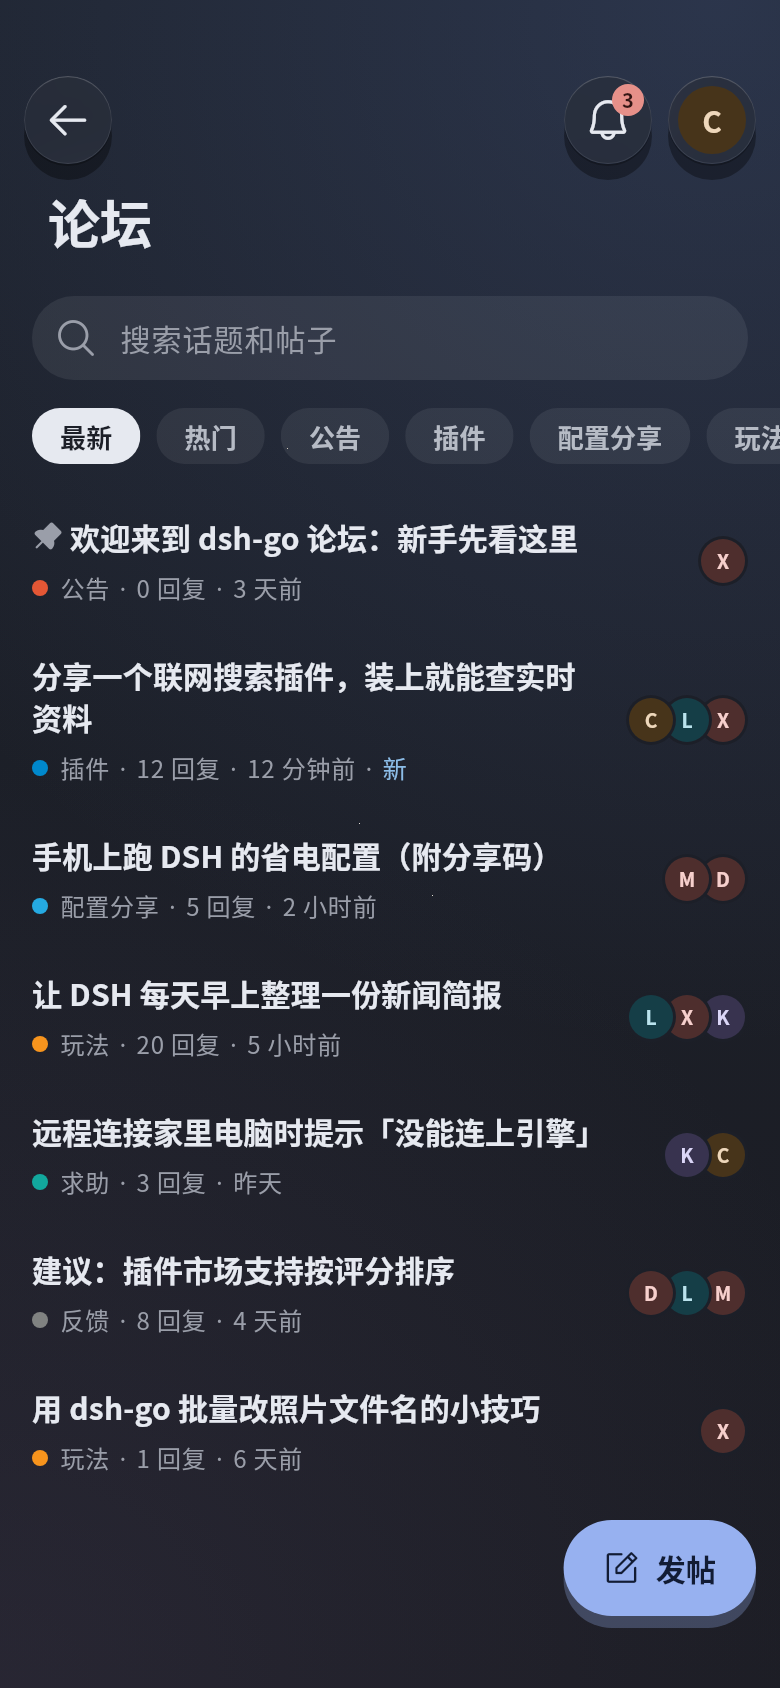 3
C
论坛
搜索话题和帖子
最新 热门 公告 插件 配置分享 玩法
欢迎来到 dsh-go 论坛：新手先看这里
X
公告 · 0 回复 · 3 天前
分享一个联网搜索插件，装上就能查实时
资料
C L X
插件 · 12 回复 · 12 分钟前 · 新
手机上跑 DSH 的省电配置（附分享码）
M D
配置分享 · 5 回复 · 2 小时前
让 DSH 每天早上整理一份新闻简报
L X K
玩法 · 20 回复 · 5 小时前
远程连接家里电脑时提示「没能连上引擎」
K C
求助 · 3 回复 · 昨天
建议：插件市场支持按评分排序
D L M
反馈 · 8 回复 · 4 天前
用 dsh-go 批量改照片文件名的小技巧
X
玩法 · 1 回复 · 6 天前
发帖